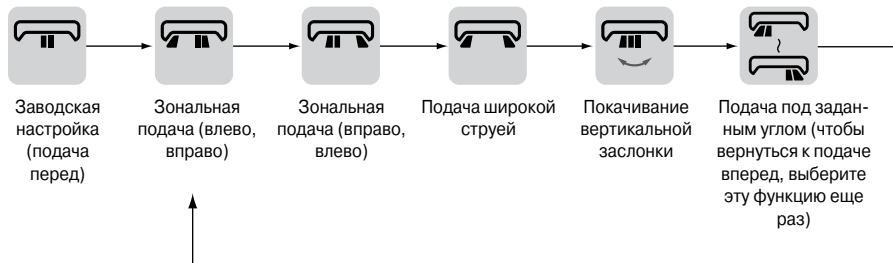 Заводская
настройка
(подача
перед)
Зональная
подача (влево,
вправо)
Зональная
подача (вправо,
влево)
Подача широкой
струей
Покачивание
вертикальной
заслонки
Подача под задан-
ным углом (чтобы
вернуться к подаче
вперед, выберите
эту функцию еще
раз)